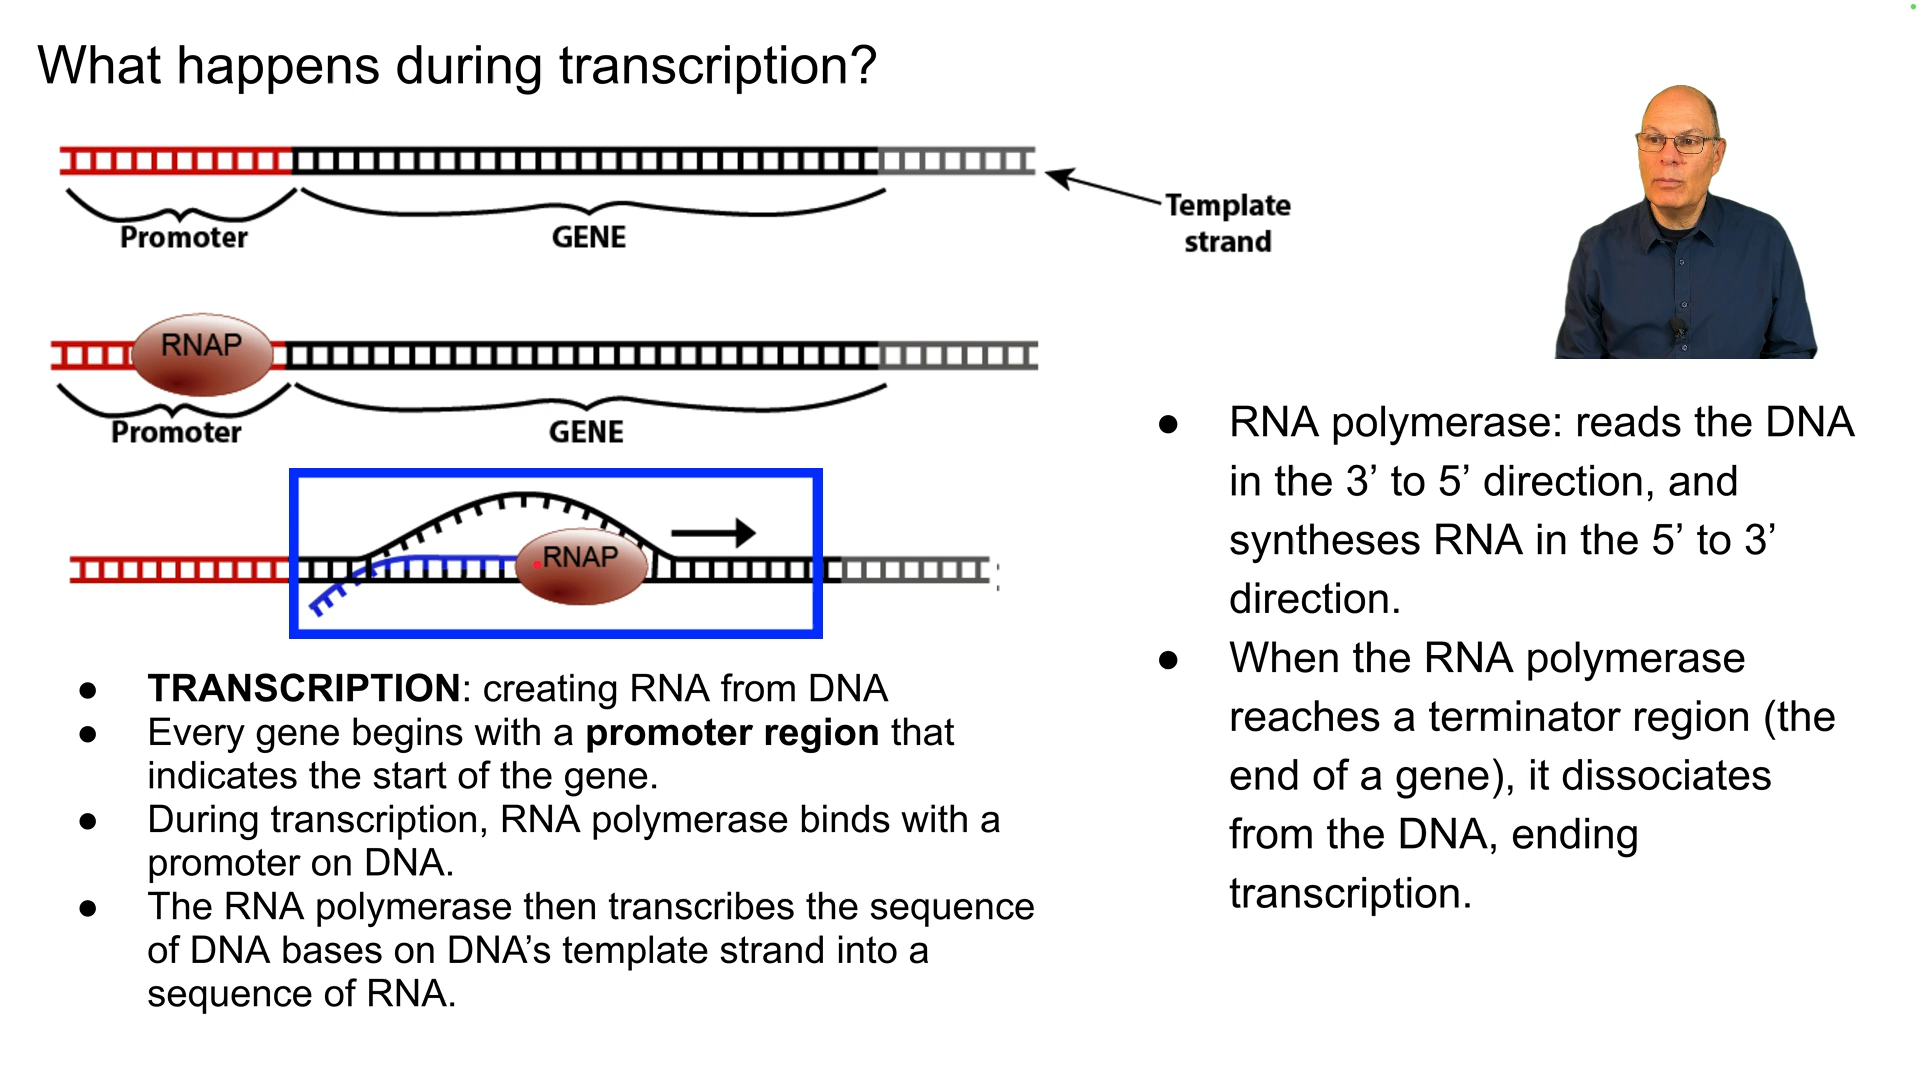 What happens during transcription?
Promoter
GENE
Template
strand
RNAP
Promoter
GENE
RNAP
● TRANSCRIPTION: creating RNA from DNA
● Every gene begins with a promoter region that
indicates the start of the gene.
● During transcription, RNA polymerase binds with a
promoter on DNA.
● The RNA polymerase then transcribes the sequence
of DNA bases on DNA’s template strand into a
sequence of RNA.
● RNA polymerase: reads the DNA
in the 3’ to 5’ direction, and
syntheses RNA in the 5’ to 3’
direction.
● When the RNA polymerase
reaches a terminator region (the
end of a gene), it dissociates
from the DNA, ending
transcription.